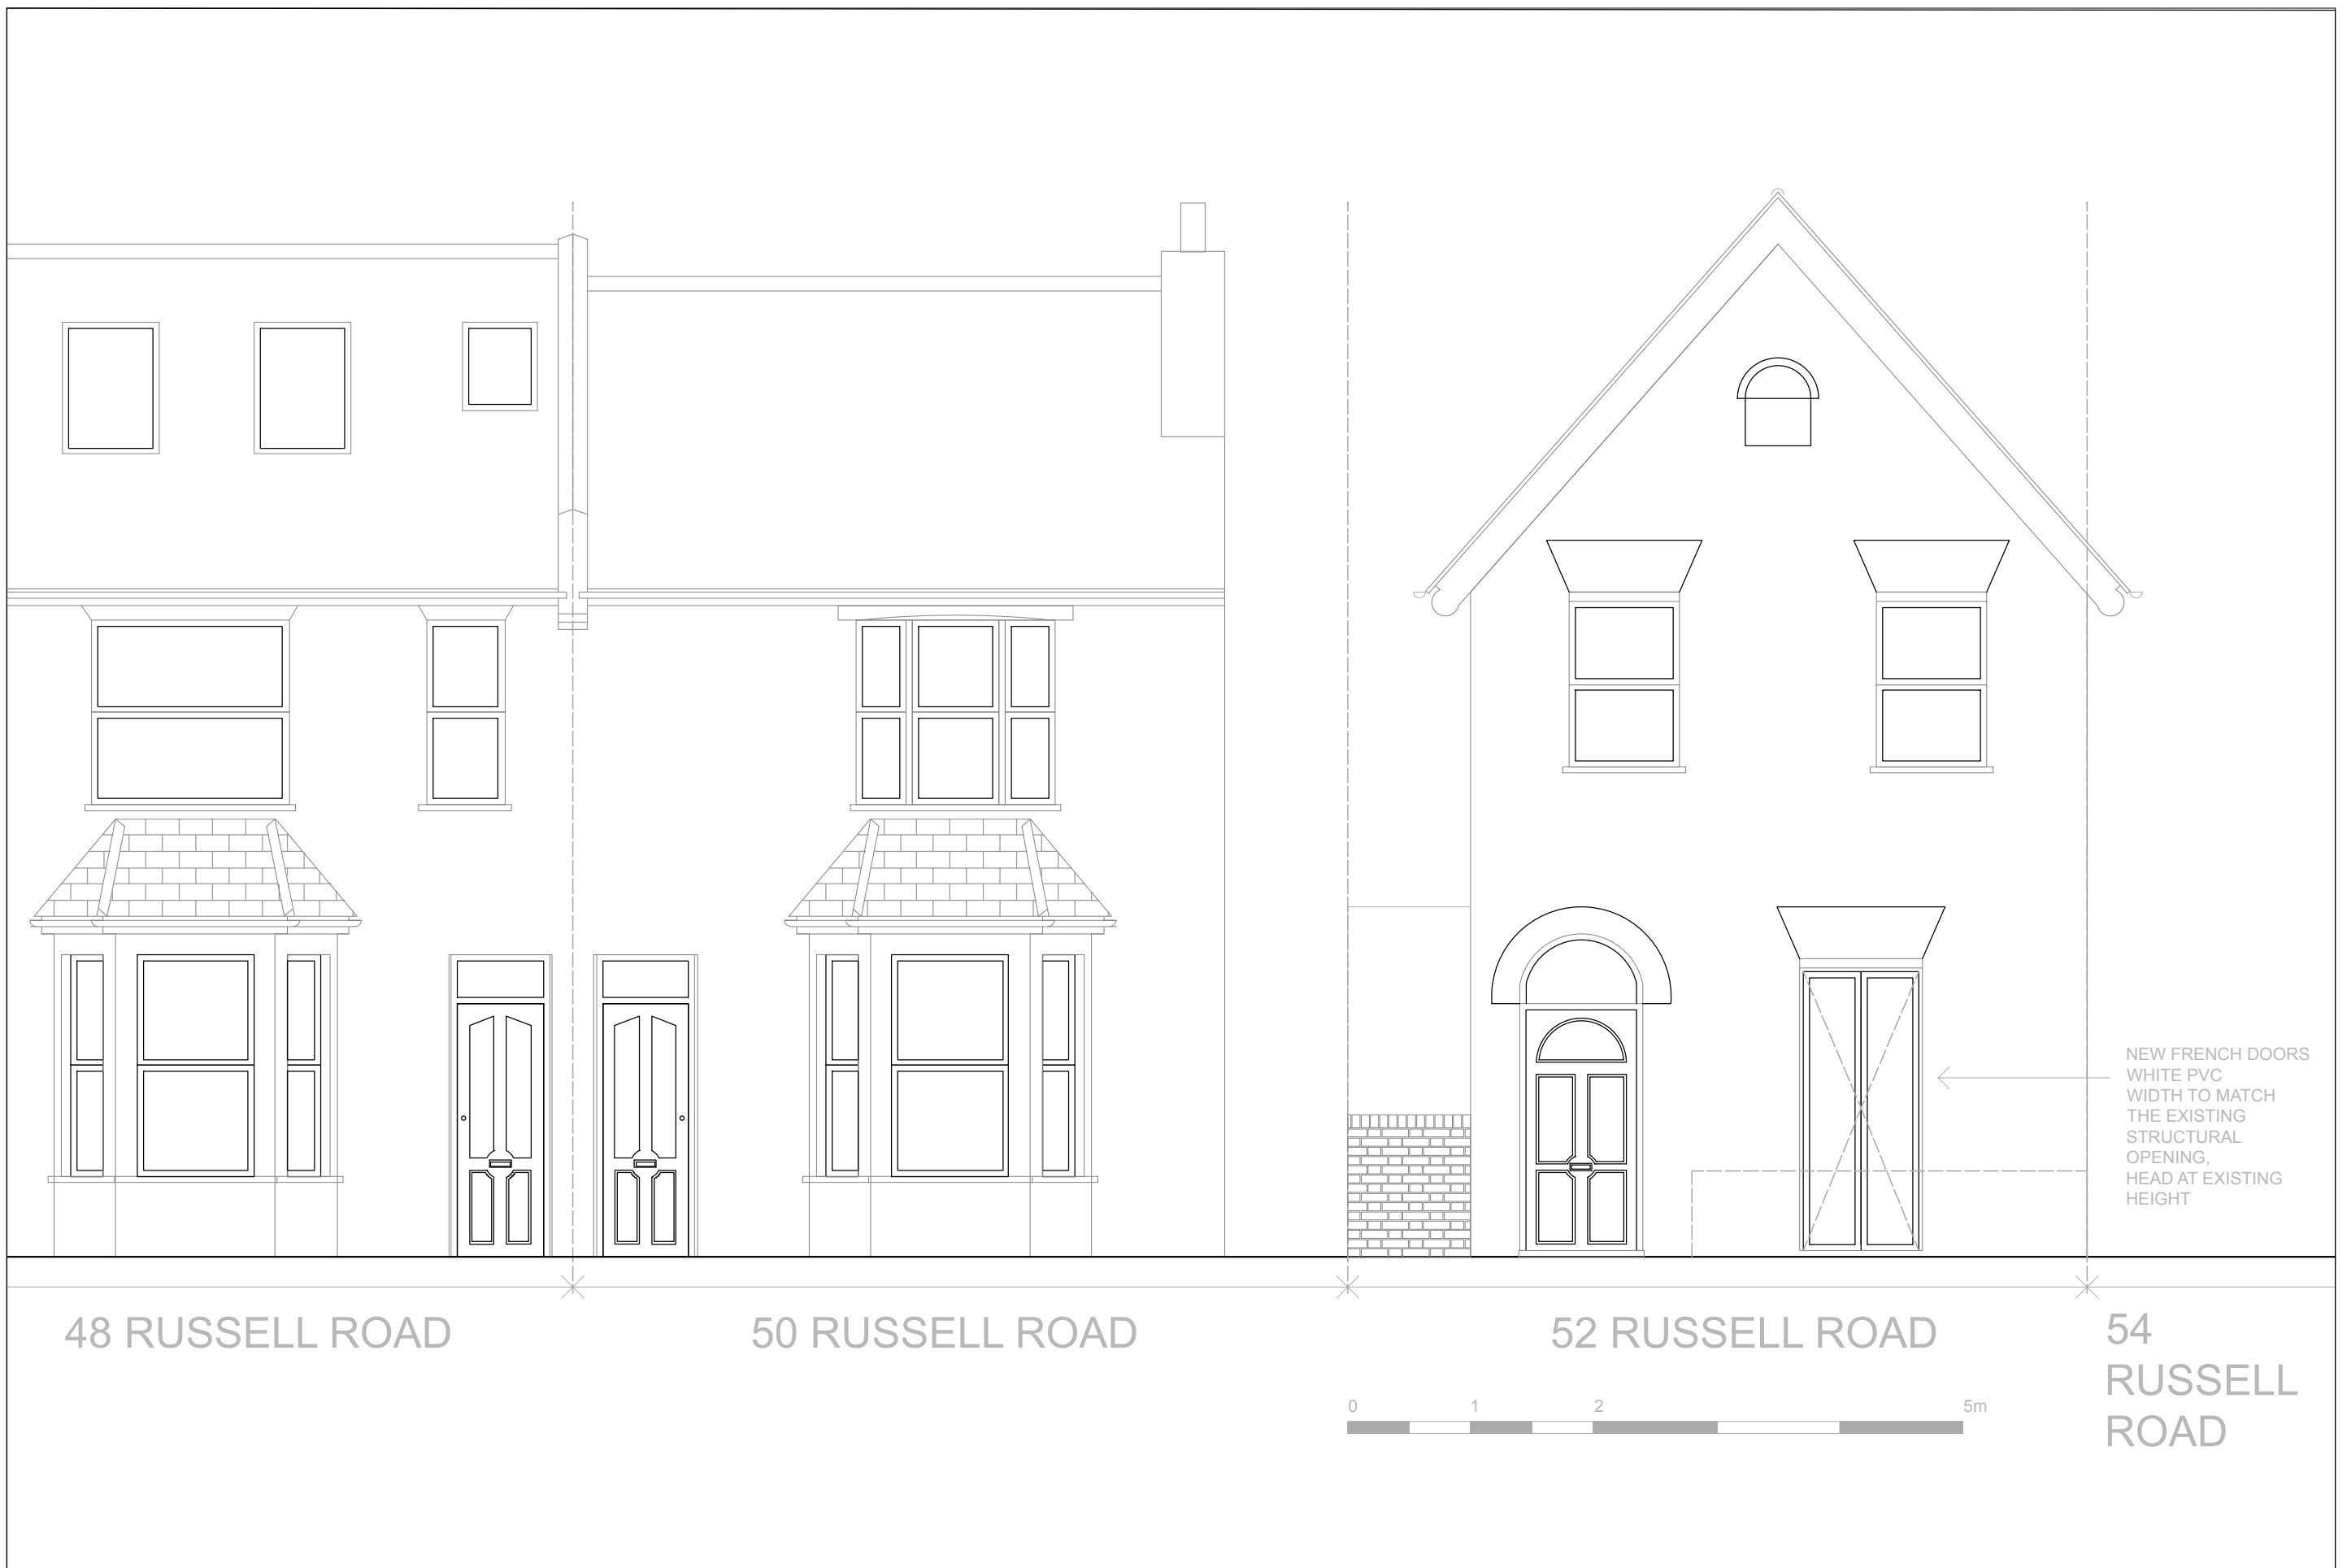 NEW FRENCH DOORS
WHITE PVC
WIDTH TO MATCH
THE EXISTING
STRUCTURAL
OPENING,
HEAD AT EXISTING
HEIGHT
48 RUSSELL ROAD
50 RUSSELL ROAD
52 RUSSELL ROAD
54
RUSSELL
ROAD
0 1 2 5m